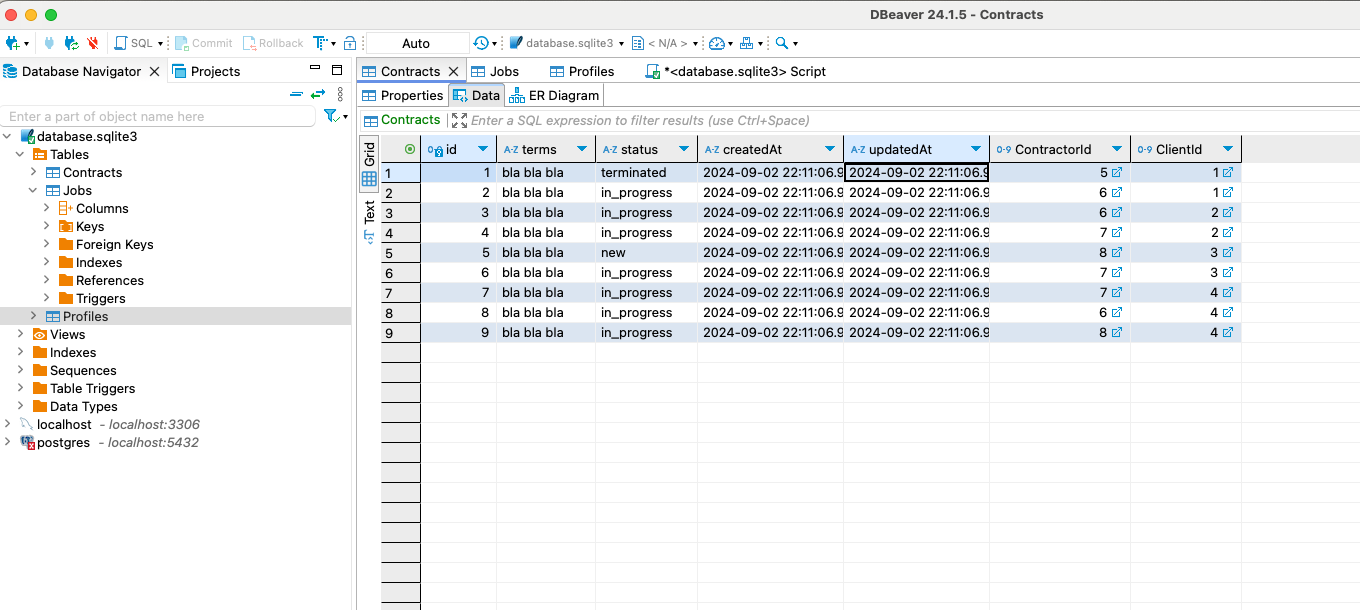 DBeaver 24.1.5 - Contracts
SQL Commit Rollback Auto database.sqlite3 < N/A >
Database Navigator Projects
Enter a part of object name here
database.sqlite3
Tables
Contracts
Jobs
Columns
Keys
Foreign Keys
Indexes
References
Triggers
Profiles
Views
Indexes
Sequences
Table Triggers
Data Types
localhost - localhost:3306
postgres - localhost:5432
Contracts Jobs Profiles *<database.sqlite3> Script
Properties Data ER Diagram
Contracts Enter a SQL expression to filter results (use Ctrl+Space)
Grid
Text
id A-Z terms A-Z status A-Z createdAt A-Z updatedAt 0-9 ContractorId 0-9 ClientId
1 1 bla bla bla terminated 2024-09-02 22:11:06.9 2024-09-02 22:11:06.9 5 1
2 2 bla bla bla in_progress 2024-09-02 22:11:06.9 2024-09-02 22:11:06.9 6 1
3 3 bla bla bla in_progress 2024-09-02 22:11:06.9 2024-09-02 22:11:06.9 6 2
4 4 bla bla bla in_progress 2024-09-02 22:11:06.9 2024-09-02 22:11:06.9 7 2
5 5 bla bla bla new 2024-09-02 22:11:06.9 2024-09-02 22:11:06.9 8 3
6 6 bla bla bla in_progress 2024-09-02 22:11:06.9 2024-09-02 22:11:06.9 7 3
7 7 bla bla bla in_progress 2024-09-02 22:11:06.9 2024-09-02 22:11:06.9 7 4
8 8 bla bla bla in_progress 2024-09-02 22:11:06.9 2024-09-02 22:11:06.9 6 4
9 9 bla bla bla in_progress 2024-09-02 22:11:06.9 2024-09-02 22:11:06.9 8 4